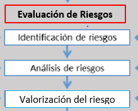 Evaluación de Riesgos
Identificación de riesgos
Análisis de riesgos
Valorización del riesgo